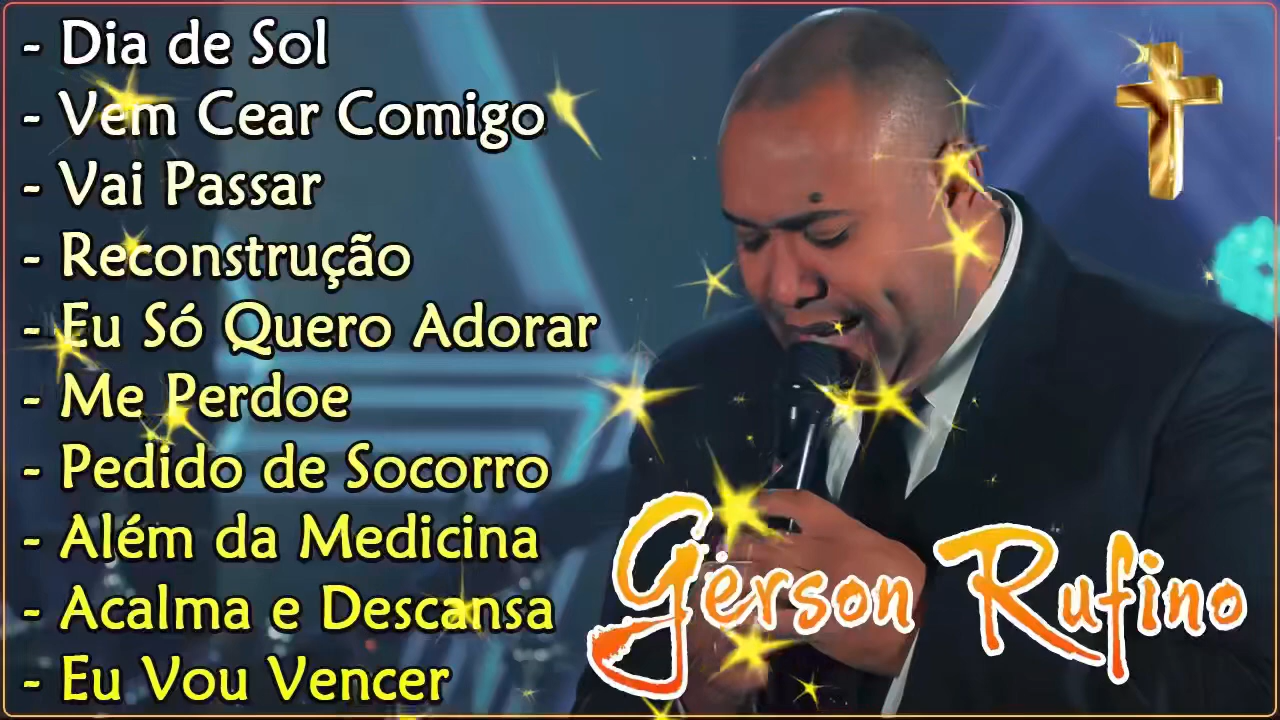 - Dia de Sol
- Vem Cear Comigo
- Vai Passar
- Reconstrução
- Eu Só Quero Adorar
- Me Perdoe
- Pedido de Socorro
- Além da Medicina
- Acalma e Descansa
- Eu Vou Vencer
Gerson Rufino